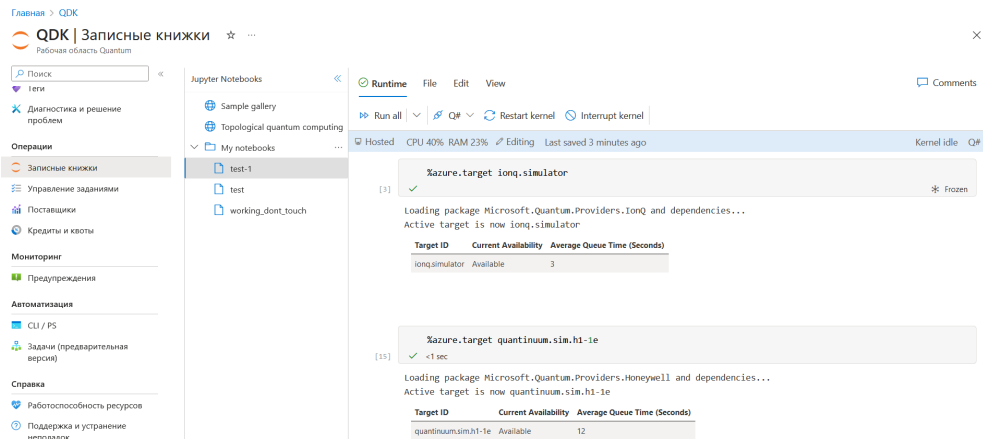 Главная > QDK
QDK | Записные книжки
Рабочая область Quantum
Поиск
Теги
Диагностика и решение
проблем
Операции
Записные книжки
Управление заданиями
Поставщики
Кредиты и квоты
Мониторинг
Предупреждения
Автоматизация
CLI / PS
Задачи (предварительная
версия)
Справка
Работоспособность ресурсов
Поддержка и устранение
неполадок
Jupyter Notebooks
Sample gallery
Topological quantum computing
My notebooks
test-1
test
working_dont_touch
Runtime File Edit View Comments
Run all Q# Restart kernel Interrupt kernel
Hosted CPU 40% RAM 23% Editing Last saved 3 minutes ago Kernel idle Q#
%azure.target ionq.simulator
[3] Frozen
Loading package Microsoft.Quantum.Providers.IonQ and dependencies...
Active target is now ionq.simulator
Target ID Current Availability Average Queue Time (Seconds)
ionq.simulator Available 3
%azure.target quantinuum.sim.h1-1e
[15] <1 sec
Loading package Microsoft.Quantum.Providers.Honeywell and dependencies...
Active target is now quantinuum.sim.h1-1e
Target ID Current Availability Average Queue Time (Seconds)
quantinuum.sim.h1-1e Available 12